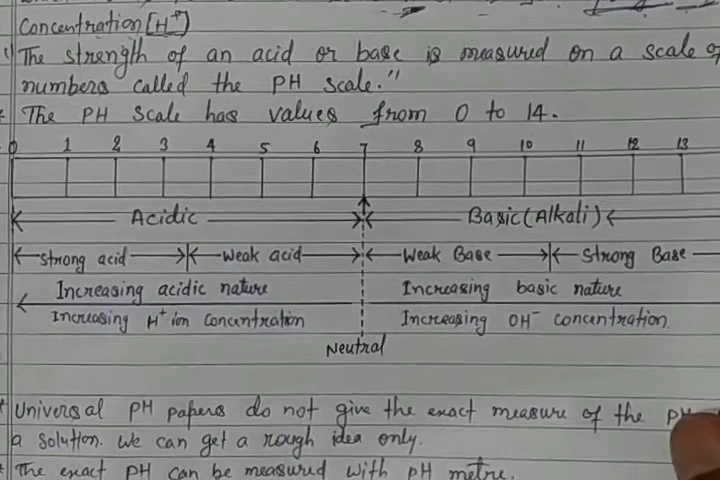 Concentration [H⁺]
"The strength of an acid or base is measured on a scale of
numbers called the PH scale."
* The PH Scale has values from 0 to 14.
0 1 2 3 4 5 6 7 8 9 10 11 12 13
Acidic Basic (Alkali)
Strong acid Weak acid Weak Base Strong Base
Increasing acidic nature Increasing basic nature
Increasing H⁺ ion Concentration Increasing OH⁻ concentration.
Neutral
* Universal PH papers do not give the exact measure of the PH
a solution. We can get a rough idea only.
* The exact PH can be measured with PH metre.